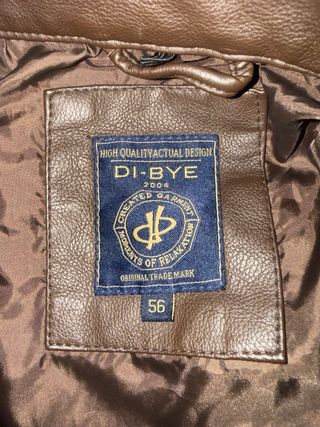 HIGH QUALITY/ACTUAL DESIGN
DI-BYE
2004
CREATED GARMENT
MOMENTS OF RELAXATION
ORIGINAL TRADE MARK
56